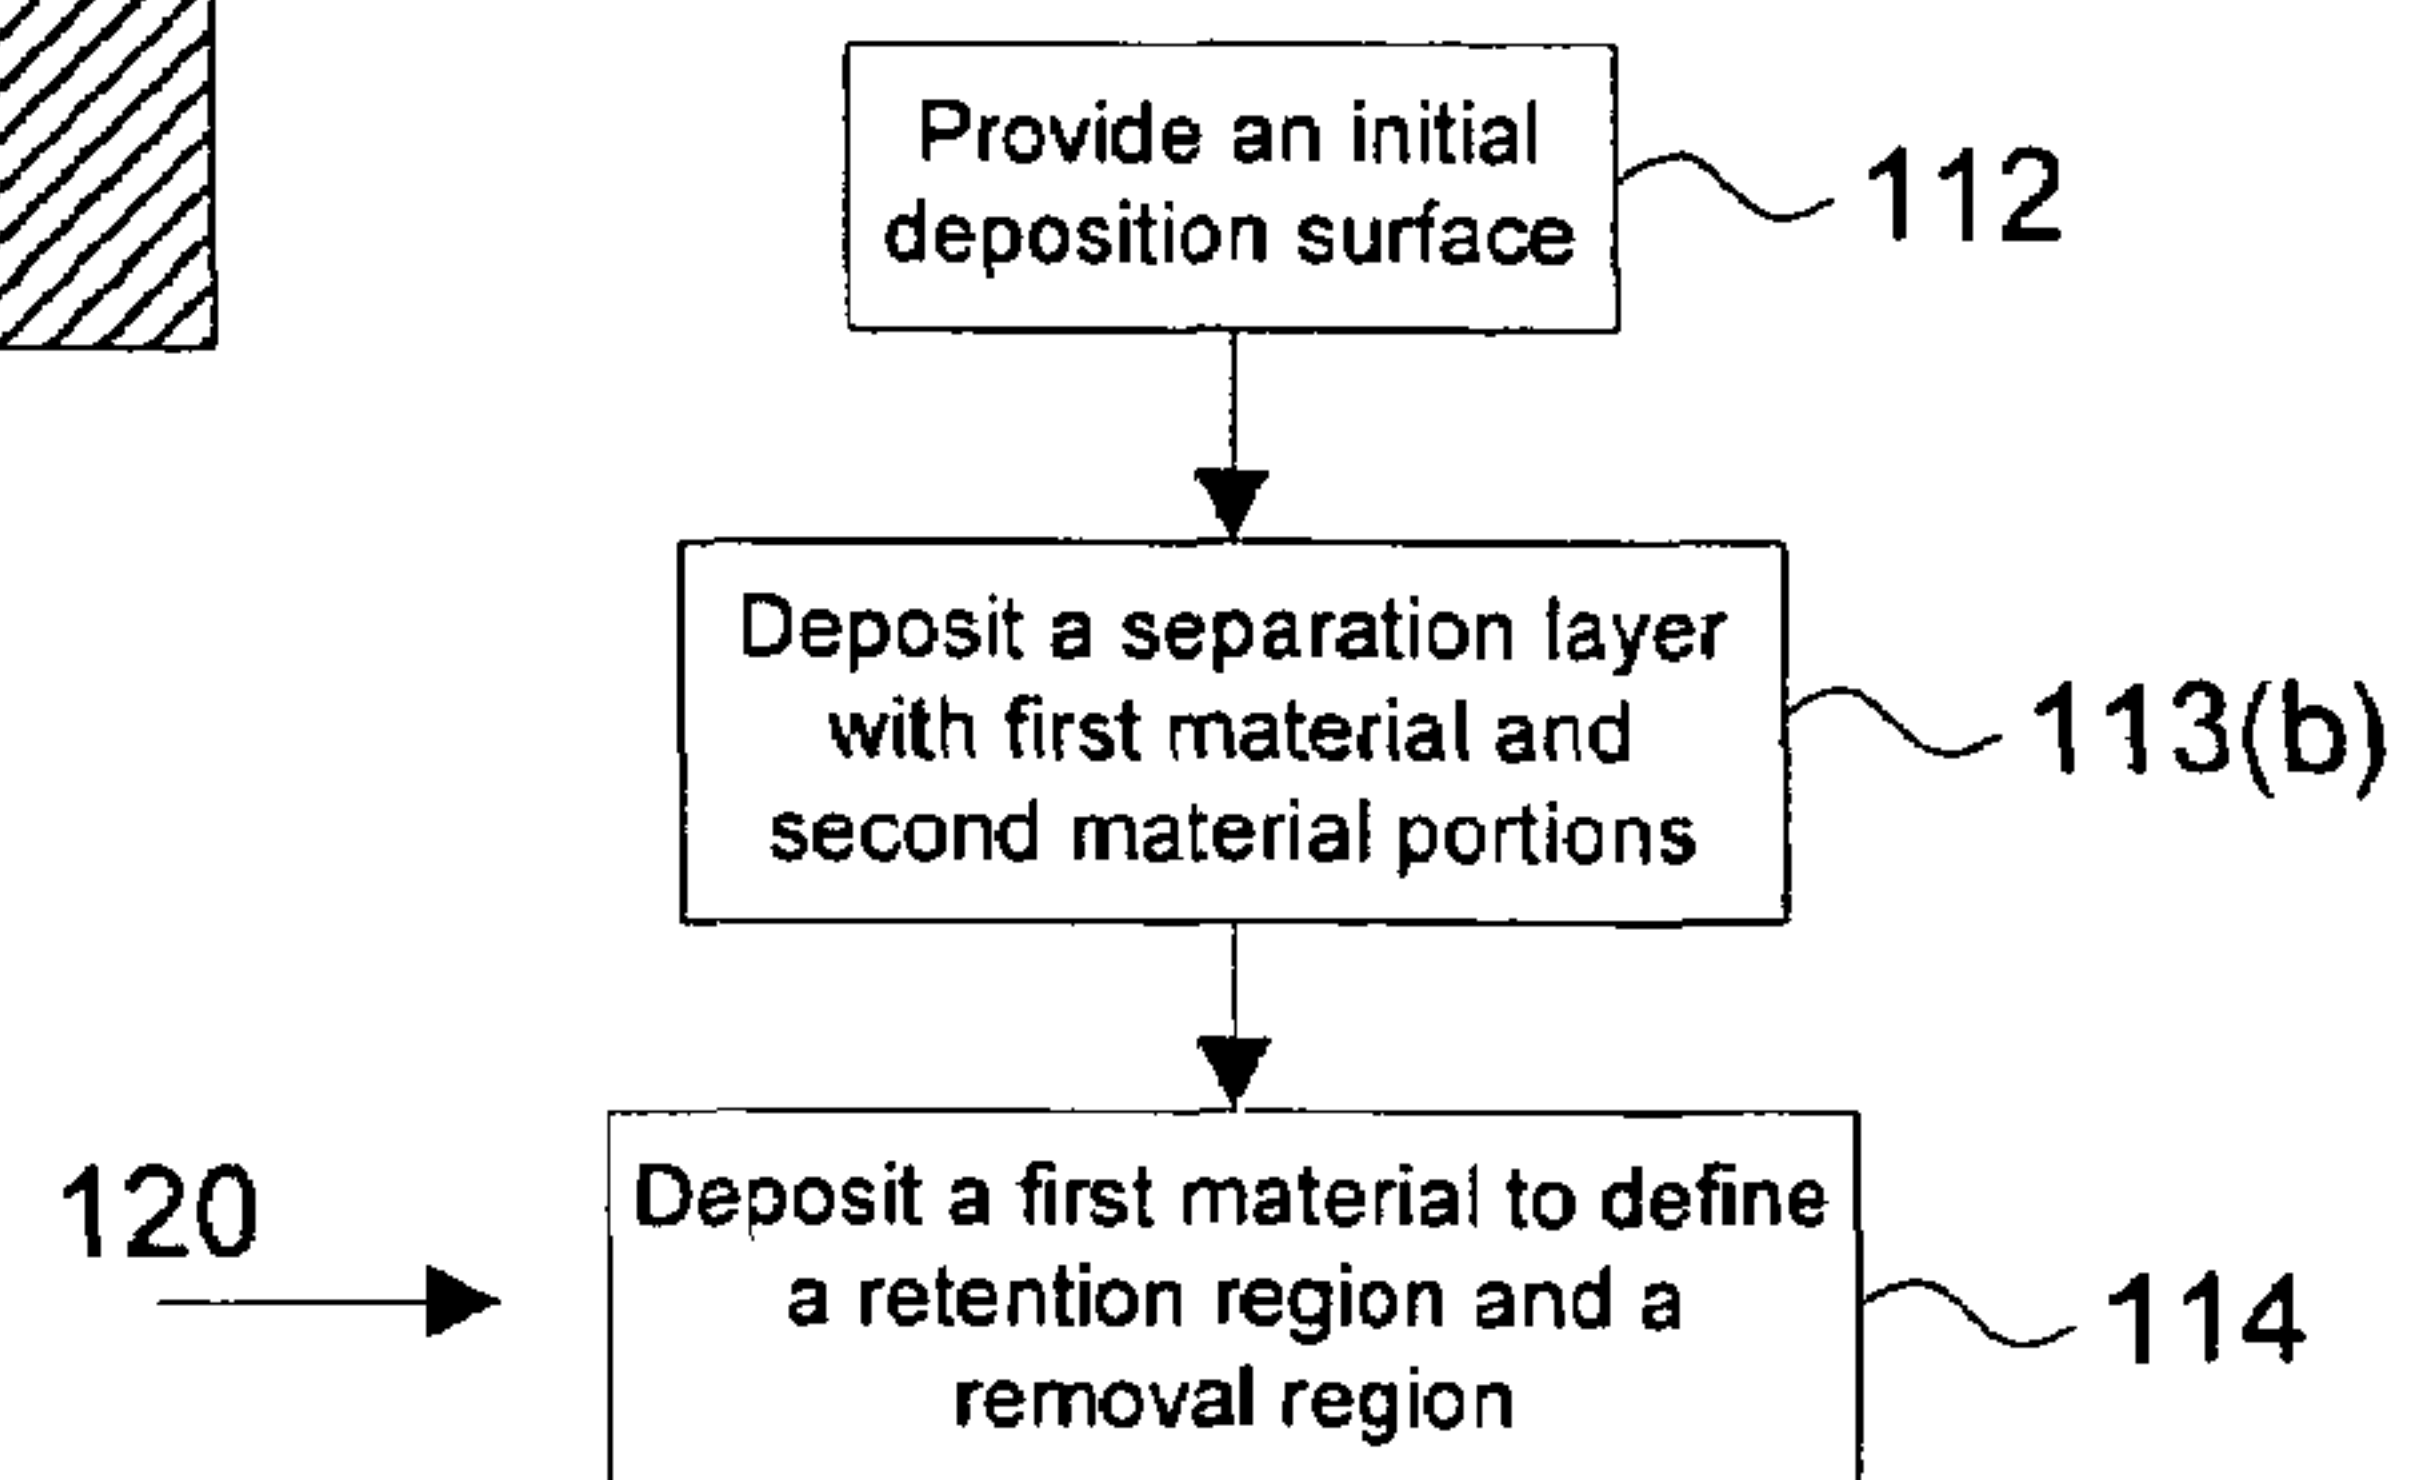 Provide an initial
deposition surface
112
Deposit a separation layer
with first material and
second material portions
113(b)
120
Deposit a first material to define
a retention region and a
removal region
114